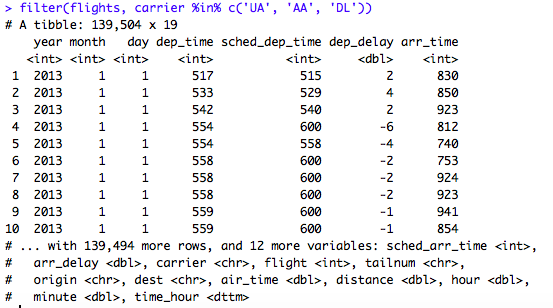 > filter(flights, carrier %in% c('UA', 'AA', 'DL'))
# A tibble: 139,504 x 19
year month day dep_time sched_dep_time dep_delay arr_time
<int> <int> <int> <int> <int> <dbl> <int>
1 2013 1 1 517 515 2 830
2 2013 1 1 533 529 4 850
3 2013 1 1 542 540 2 923
4 2013 1 1 554 600 -6 812
5 2013 1 1 554 558 -4 740
6 2013 1 1 558 600 -2 753
7 2013 1 1 558 600 -2 924
8 2013 1 1 558 600 -2 923
9 2013 1 1 559 600 -1 941
10 2013 1 1 559 600 -1 854
# ... with 139,494 more rows, and 12 more variables: sched_arr_time <int>,
# arr_delay <dbl>, carrier <chr>, flight <int>, tailnum <chr>,
# origin <chr>, dest <chr>, air_time <dbl>, distance <dbl>, hour <dbl>,
# minute <dbl>, time_hour <dttm>